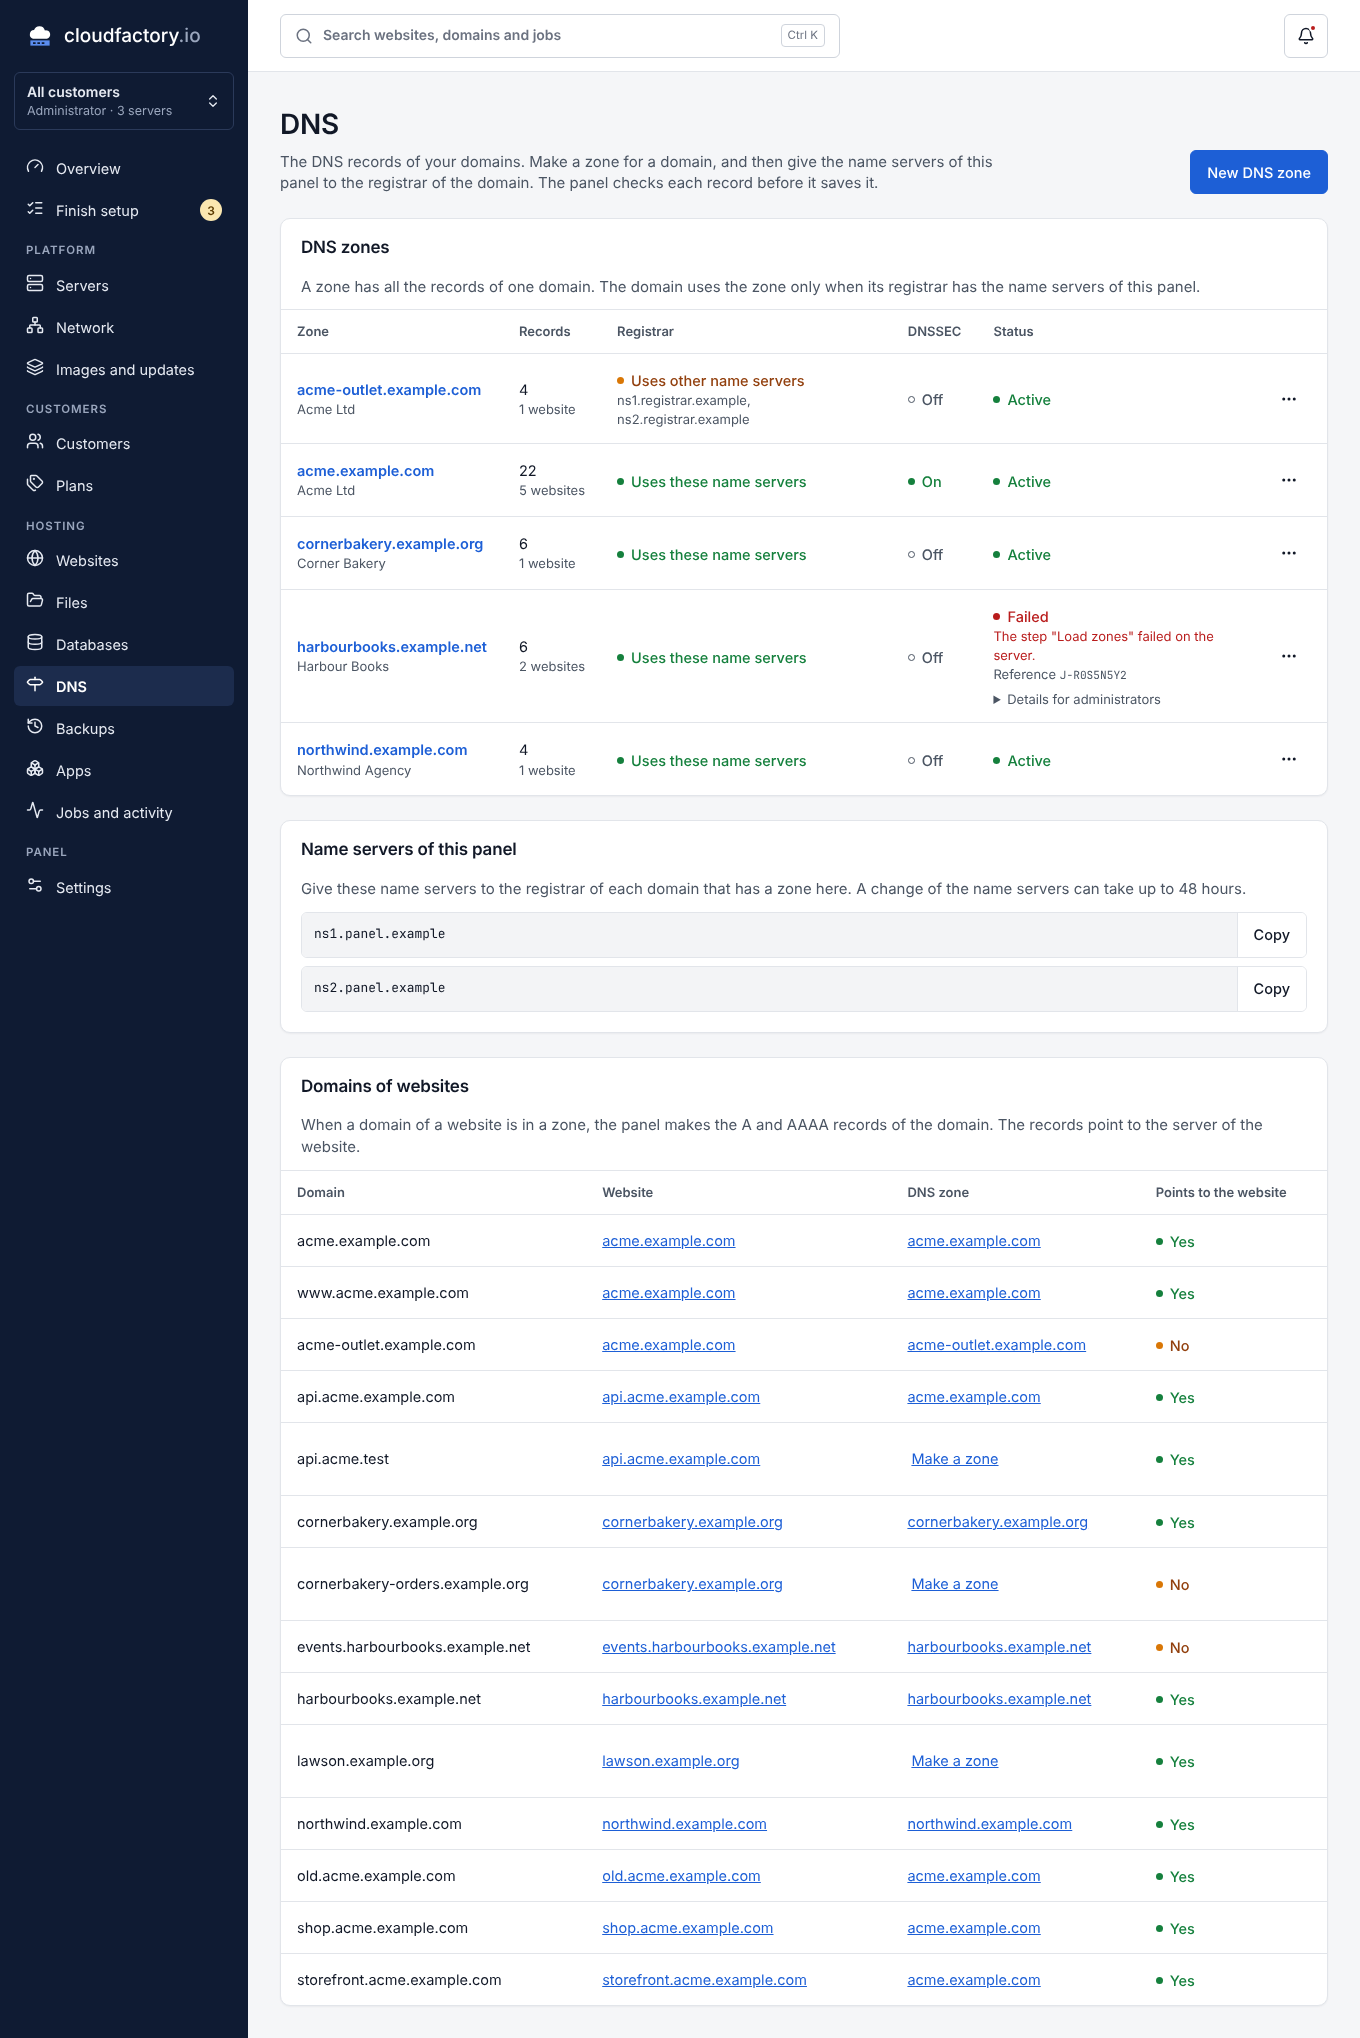 cloudfactory.io
Search websites, domains and jobs
Ctrl K
All customers
Administrator · 3 servers
Overview
Finish setup
3
PLATFORM
Servers
Network
Images and updates
CUSTOMERS
Customers
Plans
HOSTING
Websites
Files
Databases
DNS
Backups
Apps
Jobs and activity
PANEL
Settings
DNS
The DNS records of your domains. Make a zone for a domain, and then give the name servers of this
panel to the registrar of the domain. The panel checks each record before it saves it.
New DNS zone
DNS zones
A zone has all the records of one domain. The domain uses the zone only when its registrar has the name servers of this panel.
Zone Records Registrar DNSSEC Status
acme-outlet.example.com
Acme Ltd
4
1 website
Uses other name servers
ns1.registrar.example,
ns2.registrar.example
Off
Active
acme.example.com
Acme Ltd
22
5 websites
Uses these name servers
On
Active
cornerbakery.example.org
Corner Bakery
6
1 website
Uses these name servers
Off
Active
harbourbooks.example.net
Harbour Books
6
2 websites
Uses these name servers
Off
Failed
The step "Load zones" failed on the
server.
Reference J-R0S5N5Y2
Details for administrators
northwind.example.com
Northwind Agency
4
1 website
Uses these name servers
Off
Active
Name servers of this panel
Give these name servers to the registrar of each domain that has a zone here. A change of the name servers can take up to 48 hours.
ns1.panel.example Copy
ns2.panel.example Copy
Domains of websites
When a domain of a website is in a zone, the panel makes the A and AAAA records of the domain. The records point to the server of the
website.
Domain Website DNS zone Points to the website
acme.example.com acme.example.com acme.example.com Yes
www.acme.example.com acme.example.com acme.example.com Yes
acme-outlet.example.com acme.example.com acme-outlet.example.com No
api.acme.example.com api.acme.example.com acme.example.com Yes
api.acme.test api.acme.example.com Make a zone Yes
cornerbakery.example.org cornerbakery.example.org cornerbakery.example.org Yes
cornerbakery-orders.example.org cornerbakery.example.org Make a zone No
events.harbourbooks.example.net events.harbourbooks.example.net harbourbooks.example.net No
harbourbooks.example.net harbourbooks.example.net harbourbooks.example.net Yes
lawson.example.org lawson.example.org Make a zone Yes
northwind.example.com northwind.example.com northwind.example.com Yes
old.acme.example.com old.acme.example.com acme.example.com Yes
shop.acme.example.com shop.acme.example.com acme.example.com Yes
storefront.acme.example.com storefront.acme.example.com acme.example.com Yes